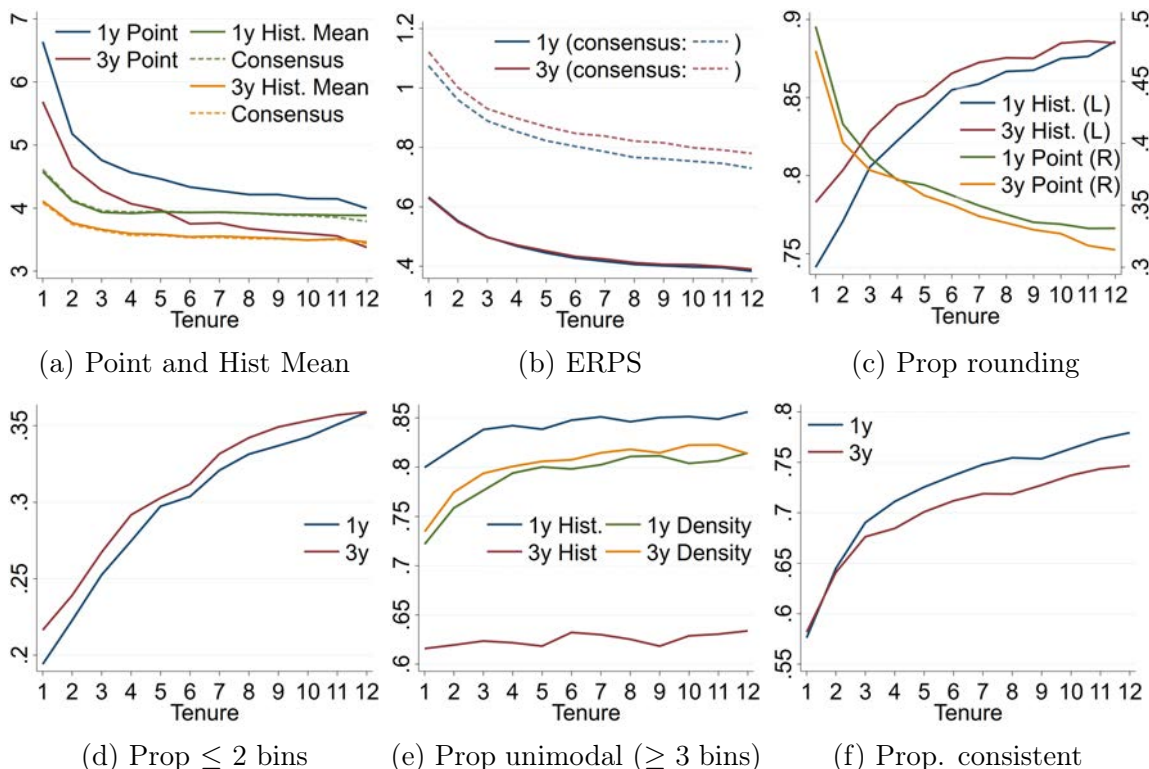 7
6
5
4
3
1y Point
3y Point
1y Hist. Mean
Consensus
3y Hist. Mean
Consensus
1 2 3 4 5 6 7 8 9 10 11 12
Tenure
(a) Point and Hist Mean
1.2
1
.8
.6
.4
1y (consensus: )
3y (consensus: )
1 2 3 4 5 6 7 8 9 10 11 12
Tenure
(b) ERPS
.9
.85
.8
.75
.5
.45
.4
.35
.3
1y Hist. (L)
3y Hist. (L)
1y Point (R)
3y Point (R)
1 2 3 4 5 6 7 8 9 10 11 12
Tenure
(c) Prop rounding
.35
.3
.25
.2
1y
3y
1 2 3 4 5 6 7 8 9 10 11 12
Tenure
(d) Prop ≤ 2 bins
.85
.8
.75
.7
.65
.6
1y Hist.
3y Hist
1y Density
3y Density
1 2 3 4 5 6 7 8 9 10 11 12
Tenure
(e) Prop unimodal (≥ 3 bins)
.8
.75
.7
.65
.6
.55
1y
3y
1 2 3 4 5 6 7 8 9 10 11 12
Tenure
(f) Prop. consistent